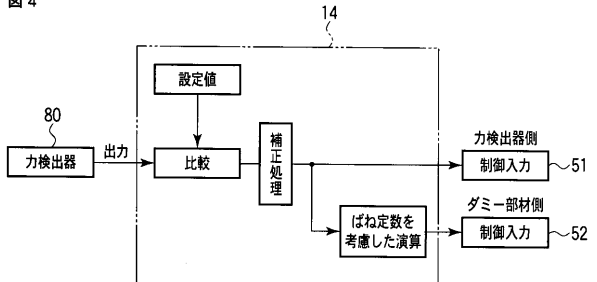 図4
14
設定値
80
力検出器
出力
比較
補正処理
力検出器側
制御入力
51
ダミー部材側
ばね定数を
考慮した演算
制御入力
52